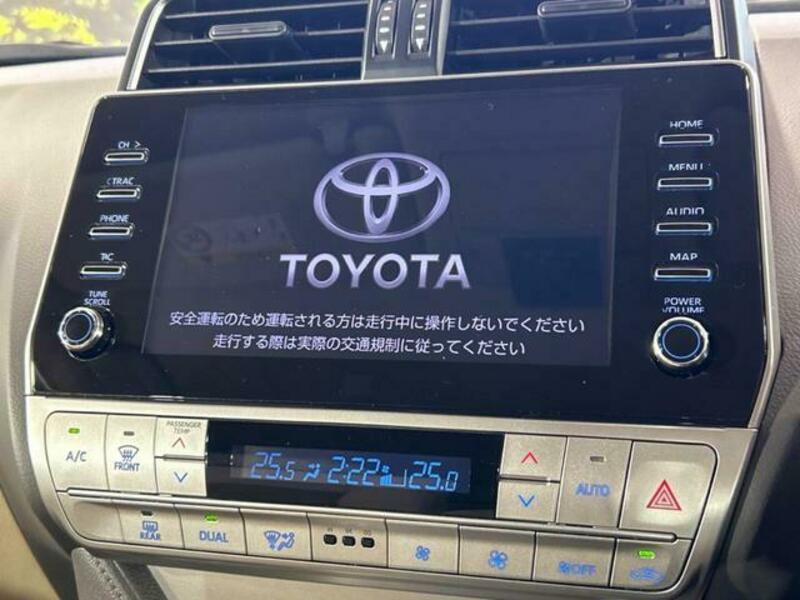 CH >
TRAC
PHONE
TUNE
SCROLL
HOME
MENU
AUDIO
MAP
POWER
VOLUME
TOYOTA
安全運転のため運転される方は走行中に操作しないでください
走行する際は実際の交通規制に従ってください
A/C
FRONT
PASSENGER
TEMP
25.5
2:22
25.0
AUTO
REAR
DUAL
OFF